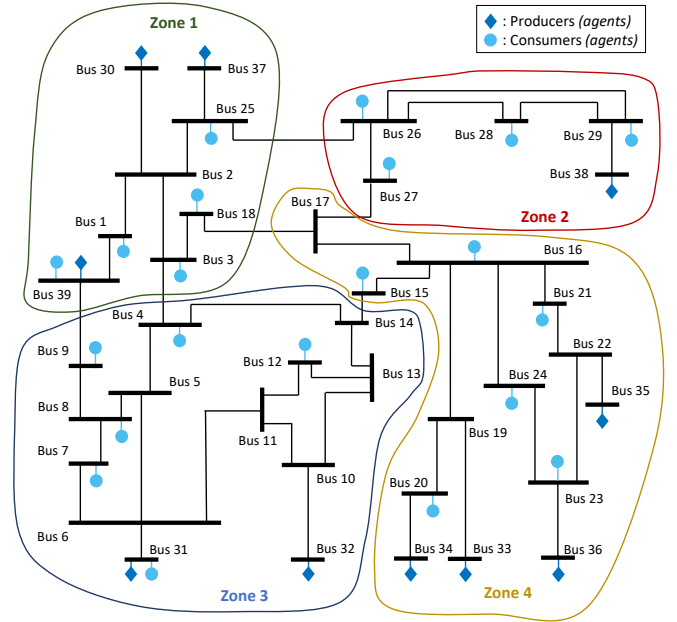 Zone 1
: Producers (agents)
: Consumers (agents)
Bus 30
Bus 37
Bus 25
Bus 26
Bus 28
Bus 29
Bus 2
Bus 38
Bus 27
Bus 18
Bus 17
Zone 2
Bus 1
Bus 3
Bus 16
Bus 39
Bus 15
Bus 21
Bus 4
Bus 14
Bus 9
Bus 12
Bus 13
Bus 22
Bus 5
Bus 24
Bus 35
Bus 8
Bus 11
Bus 19
Bus 7
Bus 10
Bus 20
Bus 23
Bus 6
Bus 31
Bus 32
Bus 34
Bus 33
Bus 36
Zone 3
Zone 4